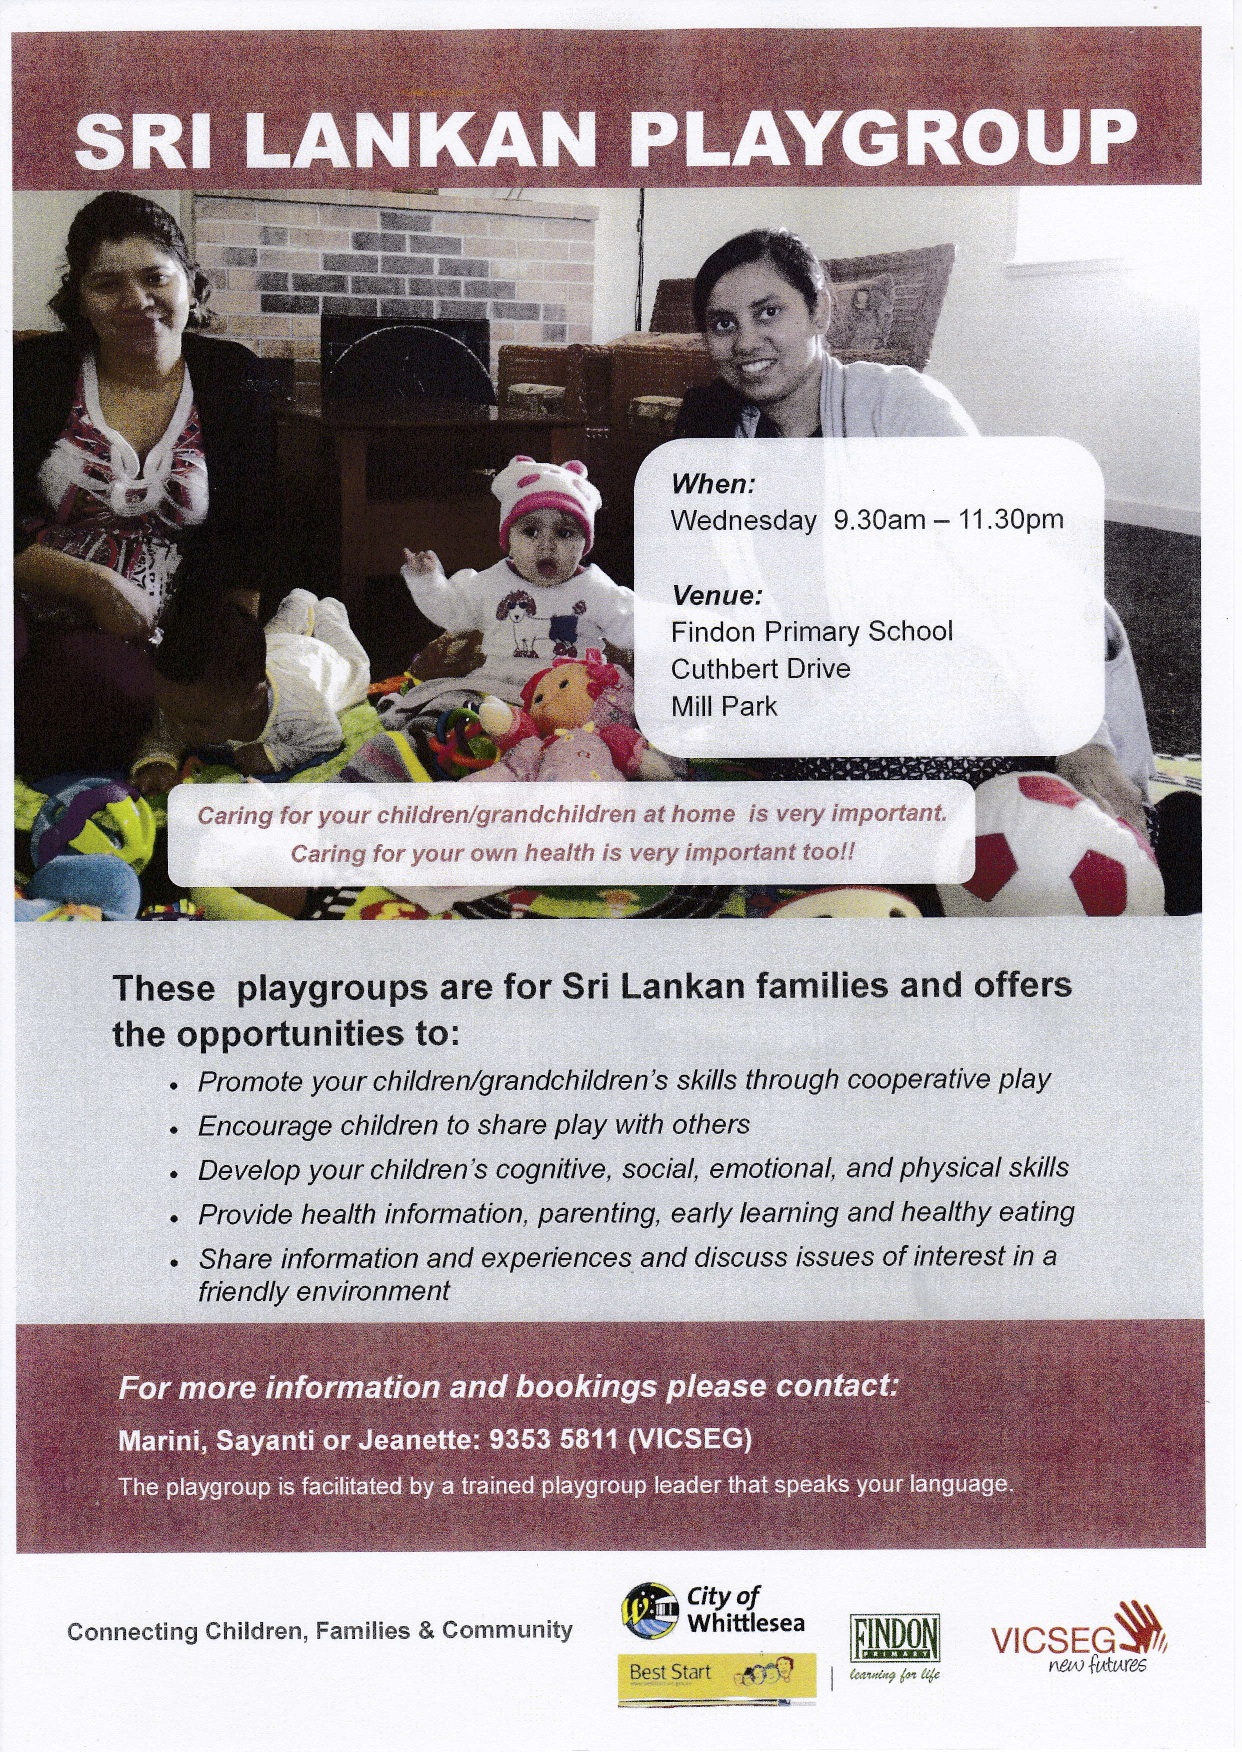 SRI LANKAN PLAYGROUP
When:
Wednesday 9.30am – 11.30pm
Venue:
Findon Primary School
Cuthbert Drive
Mill Park
Caring for your children/grandchildren at home is very important.
Caring for your own health is very important too!!
These playgroups are for Sri Lankan families and offers
the opportunities to:
• Promote your children/grandchildren's skills through cooperative play
• Encourage children to share play with others
• Develop your children's cognitive, social, emotional, and physical skills
• Provide health information, parenting, early learning and healthy eating
• Share information and experiences and discuss issues of interest in a
friendly environment
For more information and bookings please contact:
Marini, Sayanti or Jeanette: 9353 5811 (VICSEG)
The playgroup is facilitated by a trained playgroup leader that speaks your language.
Connecting Children, Families & Community
City of
Whittlesea
Best Start
FINDON
PRIMARY
learning for life
VICSEG
new futures